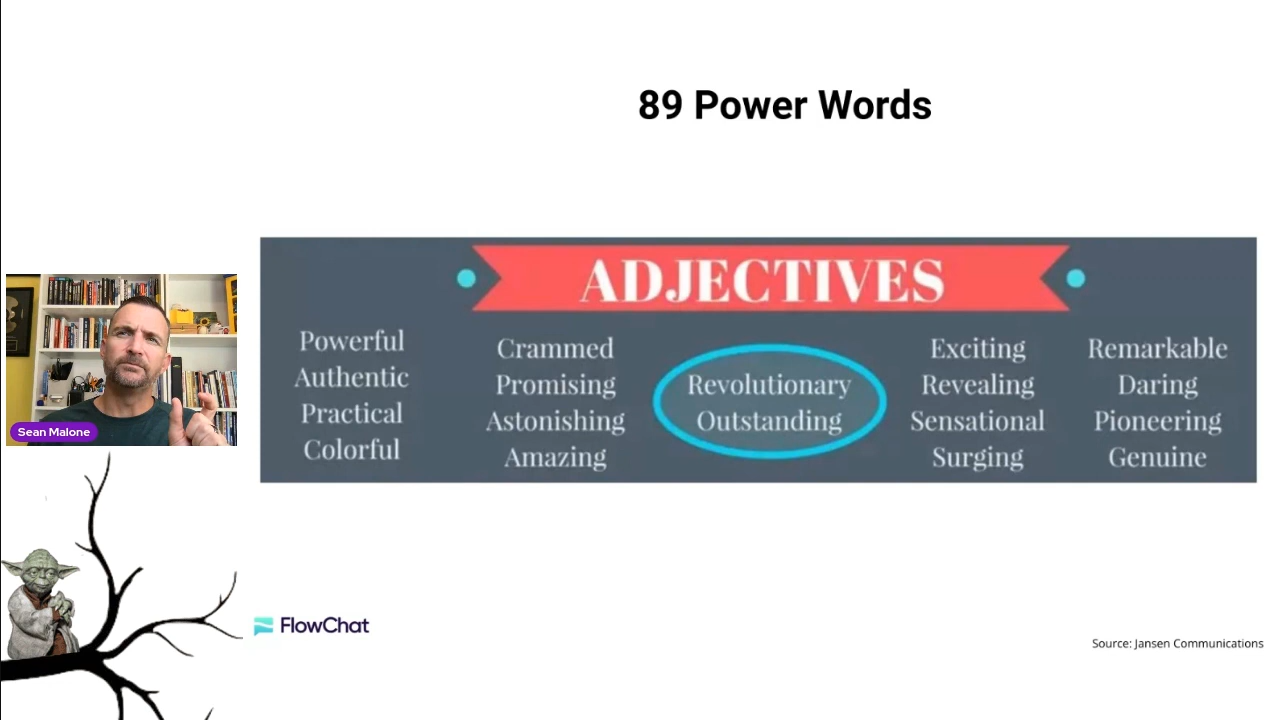 89 Power Words
ADJECTIVES
Powerful
Authentic
Practical
Colorful
Crammed
Promising
Astonishing
Amazing
Revolutionary
Outstanding
Exciting
Revealing
Sensational
Surging
Remarkable
Daring
Pioneering
Genuine
Sean Malone
FlowChat
Source: Jansen Communications